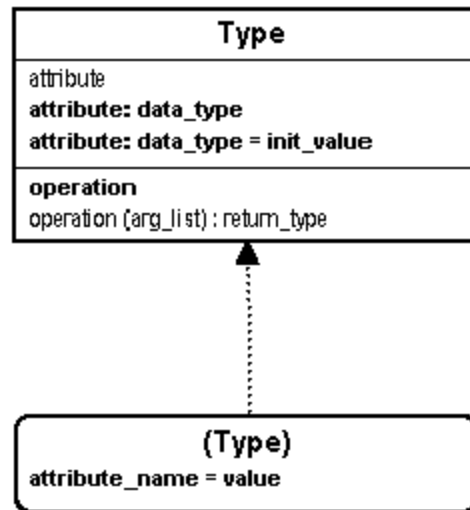 Type
attribute
attribute: data_type
attribute: data_type = init_value
operation
operation (arg_list) : return_type
(Type)
attribute_name = value